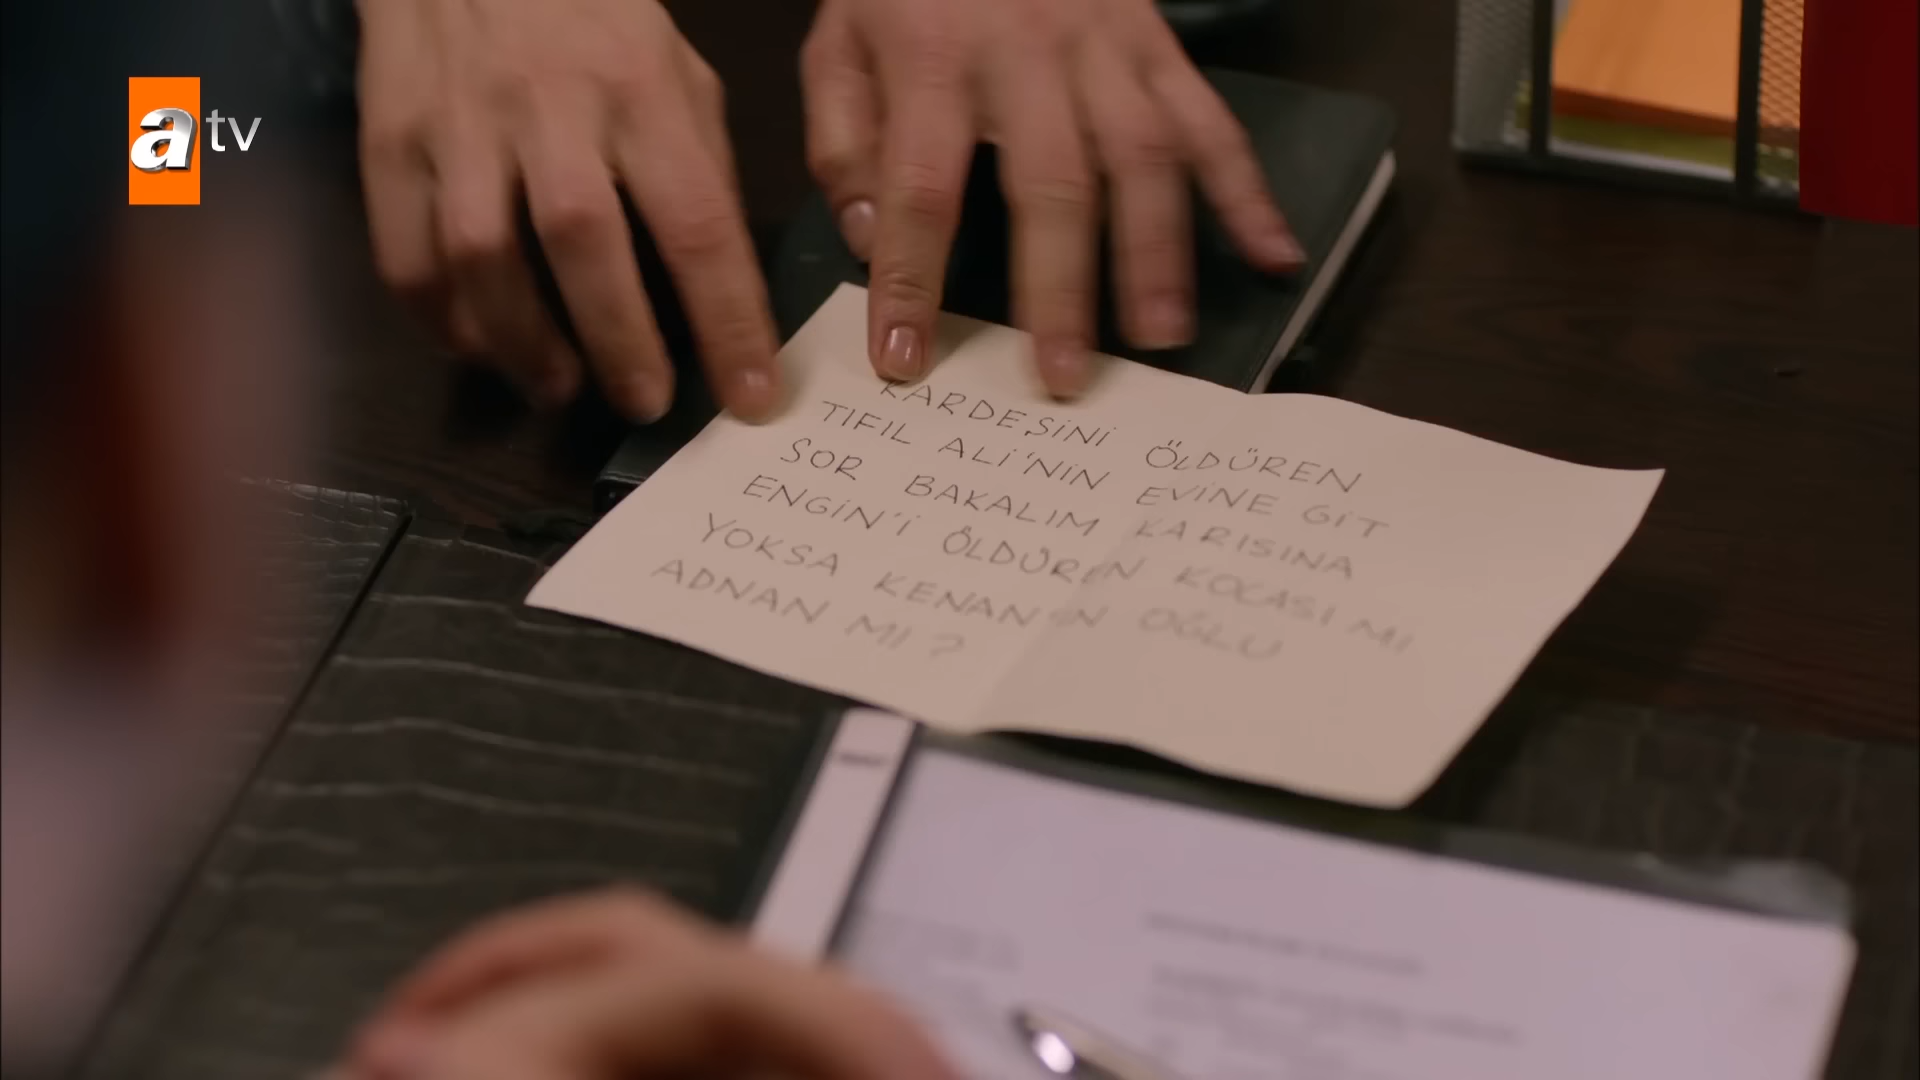 atv
KARDEŞİNİ ÖLDÜREN
TIFIL ALİ'NİN EVİNE GİT
SOR BAKALIM KARISINA
ENGİN'İ ÖLDÜREN KOCASI MI
YOKSA KENAN'IN OĞLU
ADNAN MI?